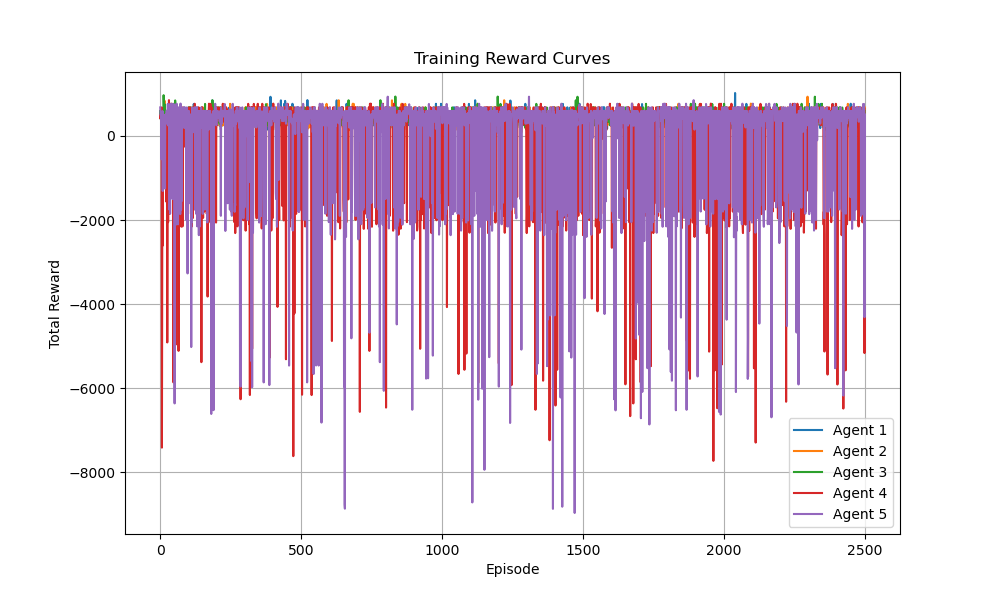 Training Reward Curves
Total Reward
0
−2000
−4000
−6000
−8000
0
500
1000
1500
2000
2500
Episode
Agent 1
Agent 2
Agent 3
Agent 4
Agent 5